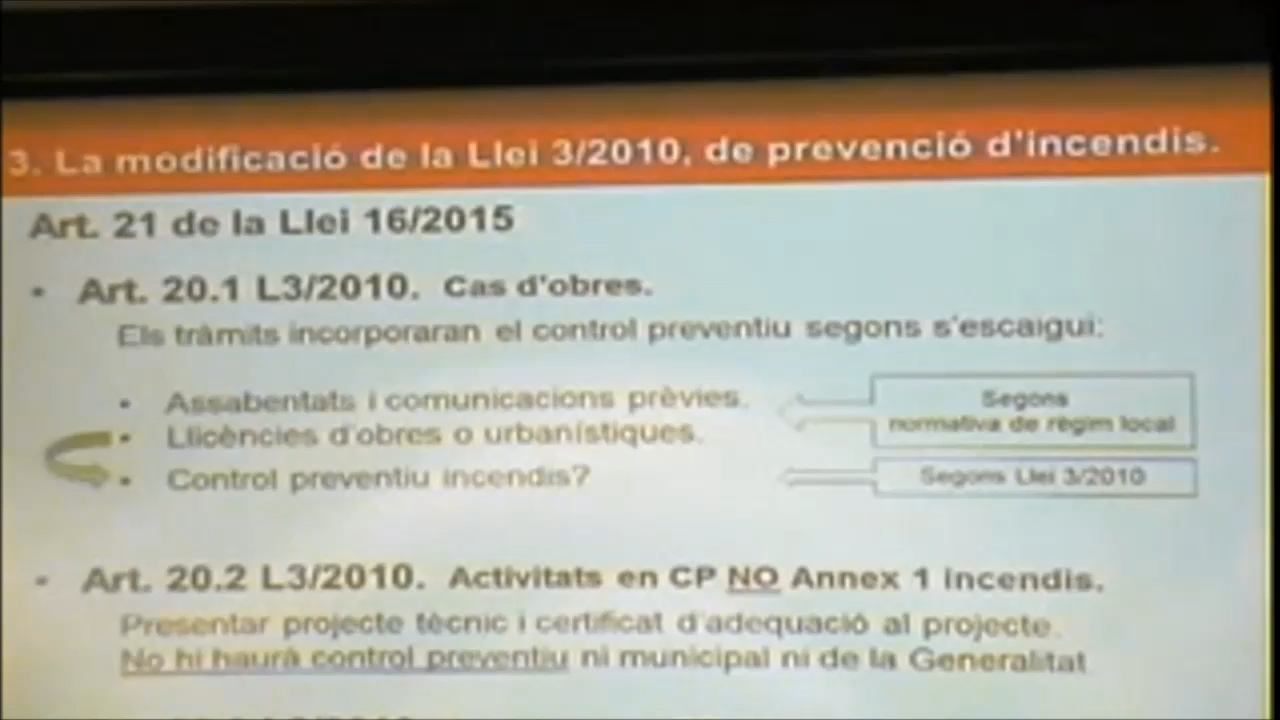 3. La modificació de la Llei 3/2010, de prevenció d'incendis.
Art. 21 de la Llei 16/2015
• Art. 20.1 L3/2010. Cas d'obres.
Els tràmits incorporaran el control preventiu segons s'escaigui:
• Assabentats i comunicacions prèvies.
• Llicències d'obres o urbanístiques.
• Control preventiu incendis?
Segons
normativa de règim local
Segons Llei 3/2010
• Art. 20.2 L3/2010. Activitats en CP NO Annex 1 incendis.
Presentar projecte tècnic i certificat d'adequació al projecte.
No hi haurà control preventiu ni municipal ni de la Generalitat